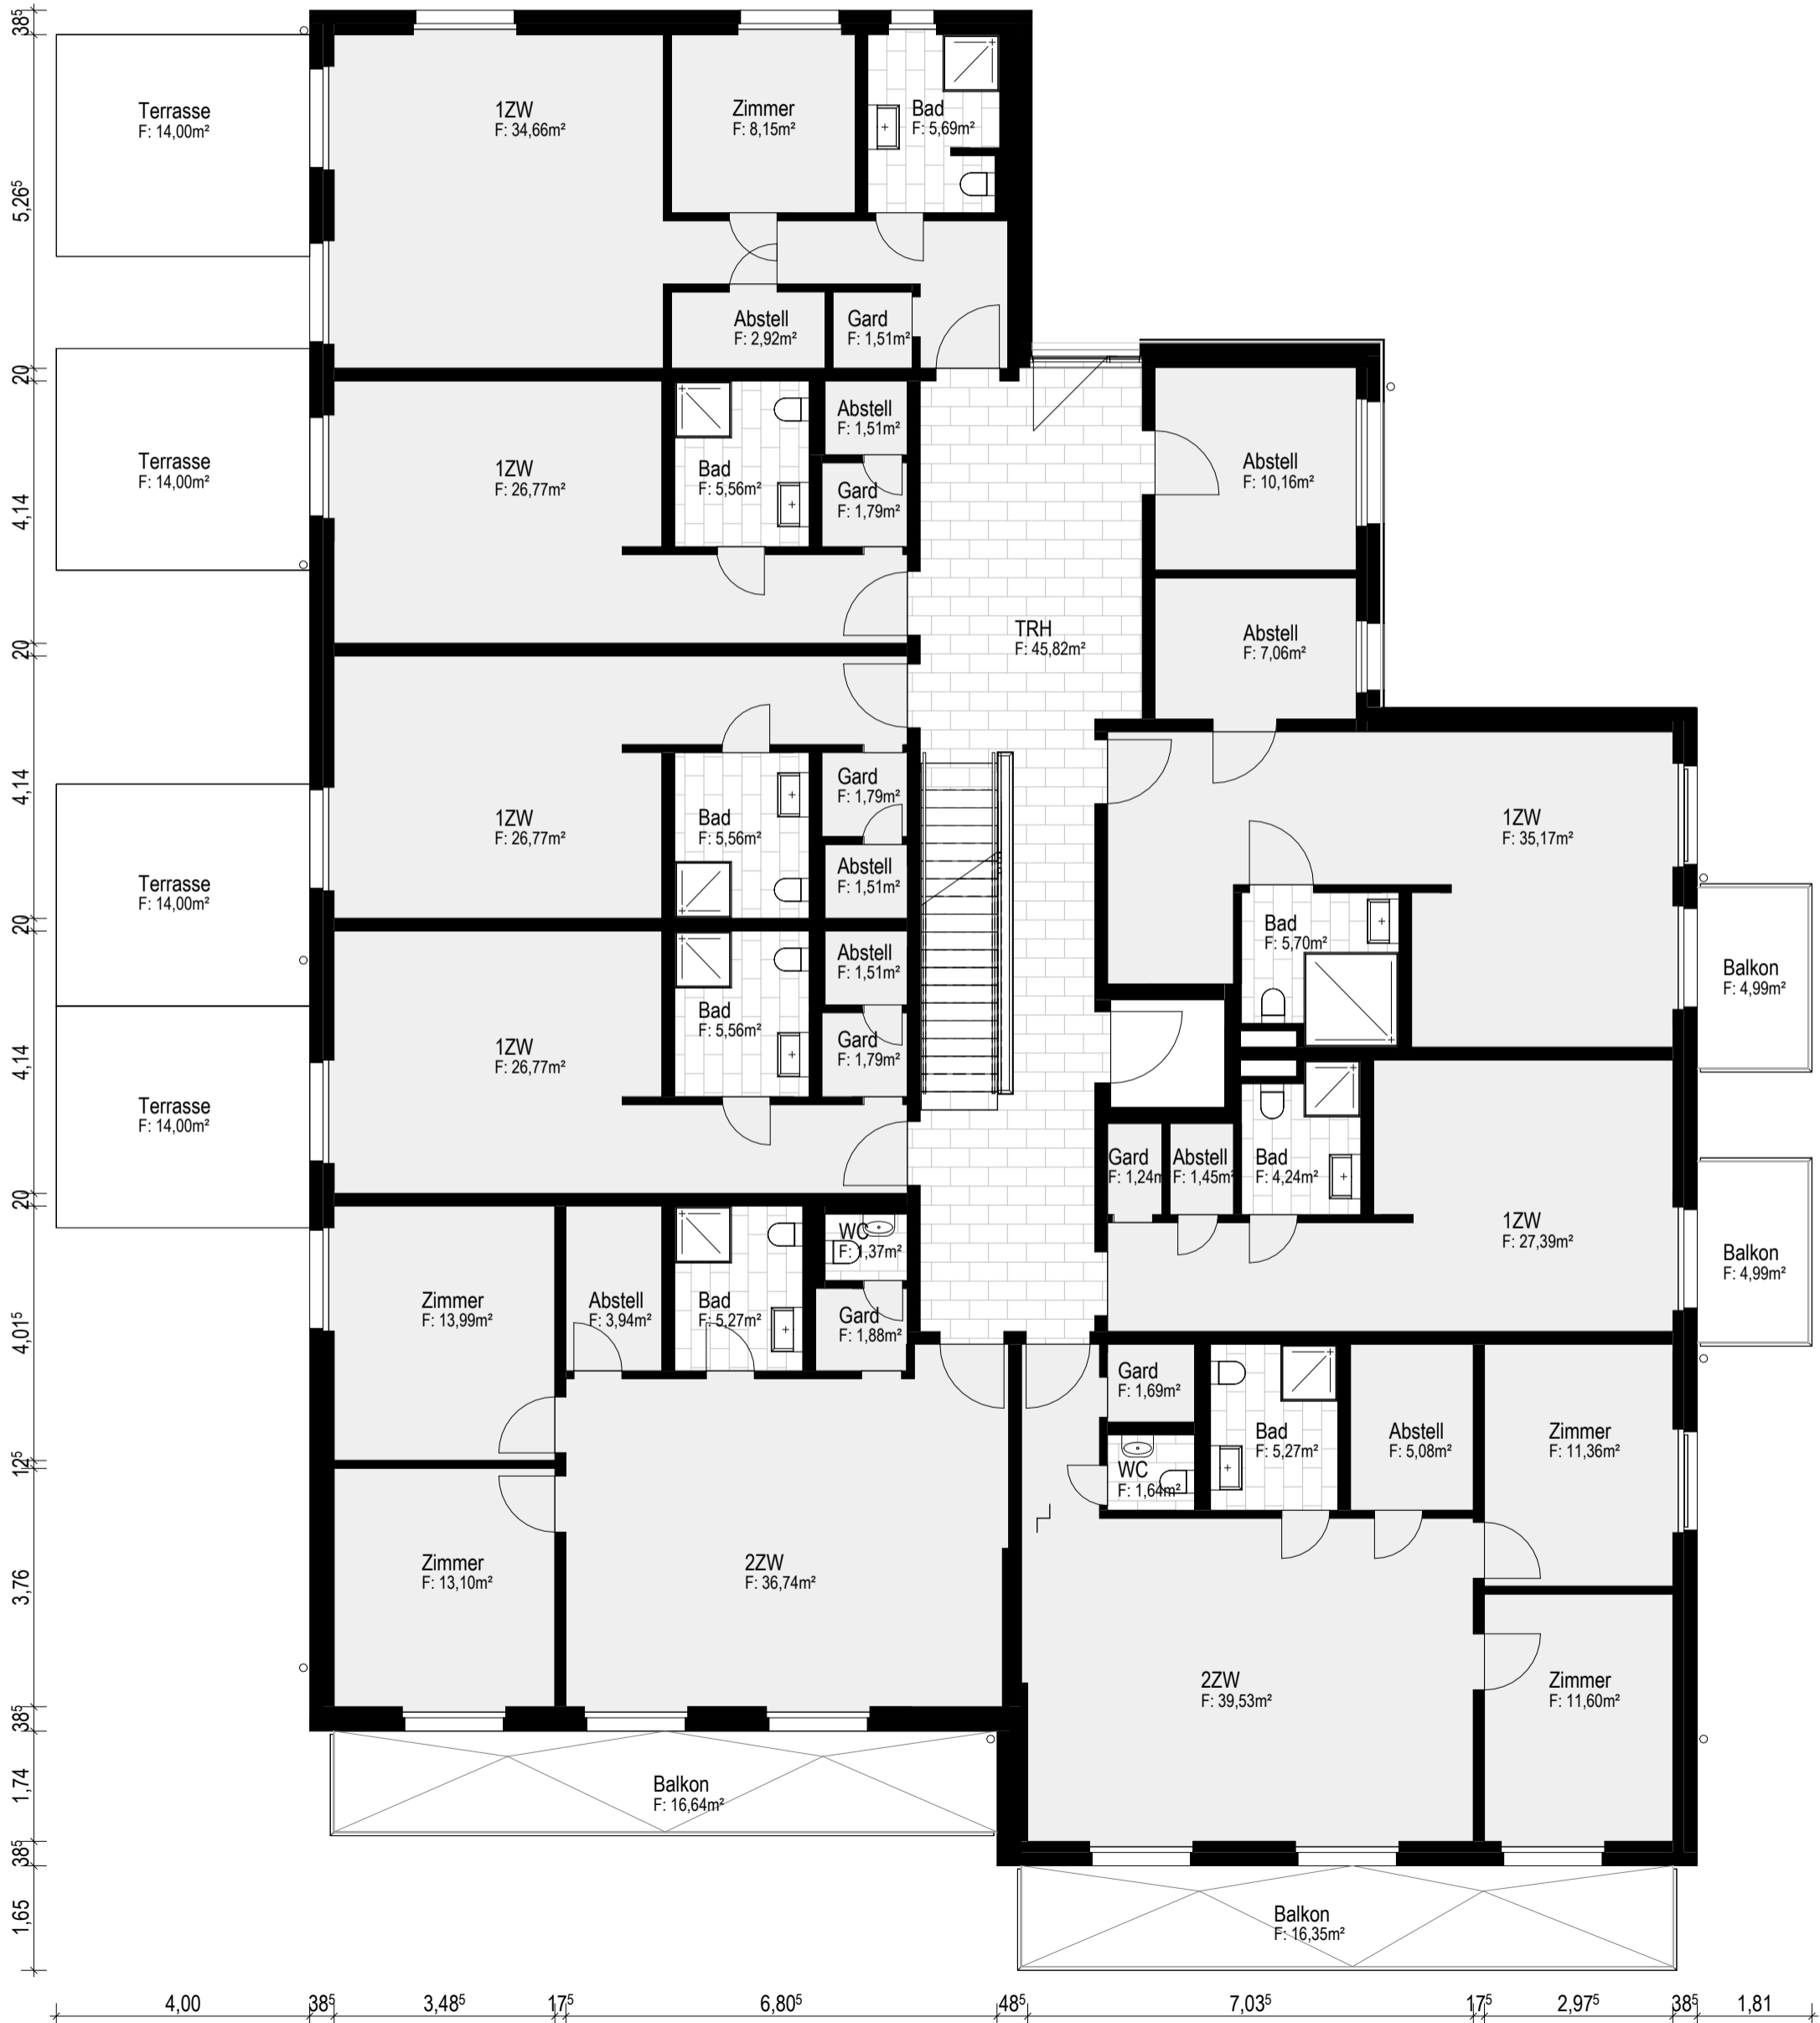 38⁵
5,26⁵
20
4,14
20
4,14
20
4,14
20
4,01⁵
12⁵
3,76
38⁵
1,74
38⁵
1,65
Terrasse
F: 14,00m²
1ZW
F: 34,66m²
Zimmer
F: 8,15m²
Bad
F: 5,69m²
Abstell
F: 2,92m²
Gard
F: 1,51m²
Terrasse
F: 14,00m²
1ZW
F: 26,77m²
Bad
F: 5,56m²
Abstell
F: 1,51m²
Gard
F: 1,79m²
Abstell
F: 10,16m²
TRH
F: 45,82m²
Abstell
F: 7,06m²
Terrasse
F: 14,00m²
1ZW
F: 26,77m²
Bad
F: 5,56m²
Gard
F: 1,79m²
Abstell
F: 1,51m²
1ZW
F: 35,17m²
Bad
F: 5,70m²
Balkon
F: 4,99m²
Terrasse
F: 14,00m²
1ZW
F: 26,77m²
Bad
F: 5,56m²
Abstell
F: 1,51m²
Gard
F: 1,79m²
Gard
F: 1,24m
Abstell
F: 1,45m²
Bad
F: 4,24m²
1ZW
F: 27,39m²
Balkon
F: 4,99m²
Zimmer
F: 13,99m²
Abstell
F: 3,94m²
Bad
F: 5,27m²
WC
F: 1,37m²
Gard
F: 1,88m²
Gard
F: 1,69m²
WC
F: 1,64m²
Bad
F: 5,27m²
Abstell
F: 5,08m²
Zimmer
F: 11,36m²
Zimmer
F: 13,10m²
2ZW
F: 36,74m²
2ZW
F: 39,53m²
Zimmer
F: 11,60m²
Balkon
F: 16,64m²
Balkon
F: 16,35m²
4,00
38⁵
3,48⁵
17⁵
6,80⁵
48⁵
7,03⁵
17⁵
2,97⁵
38⁵
1,81